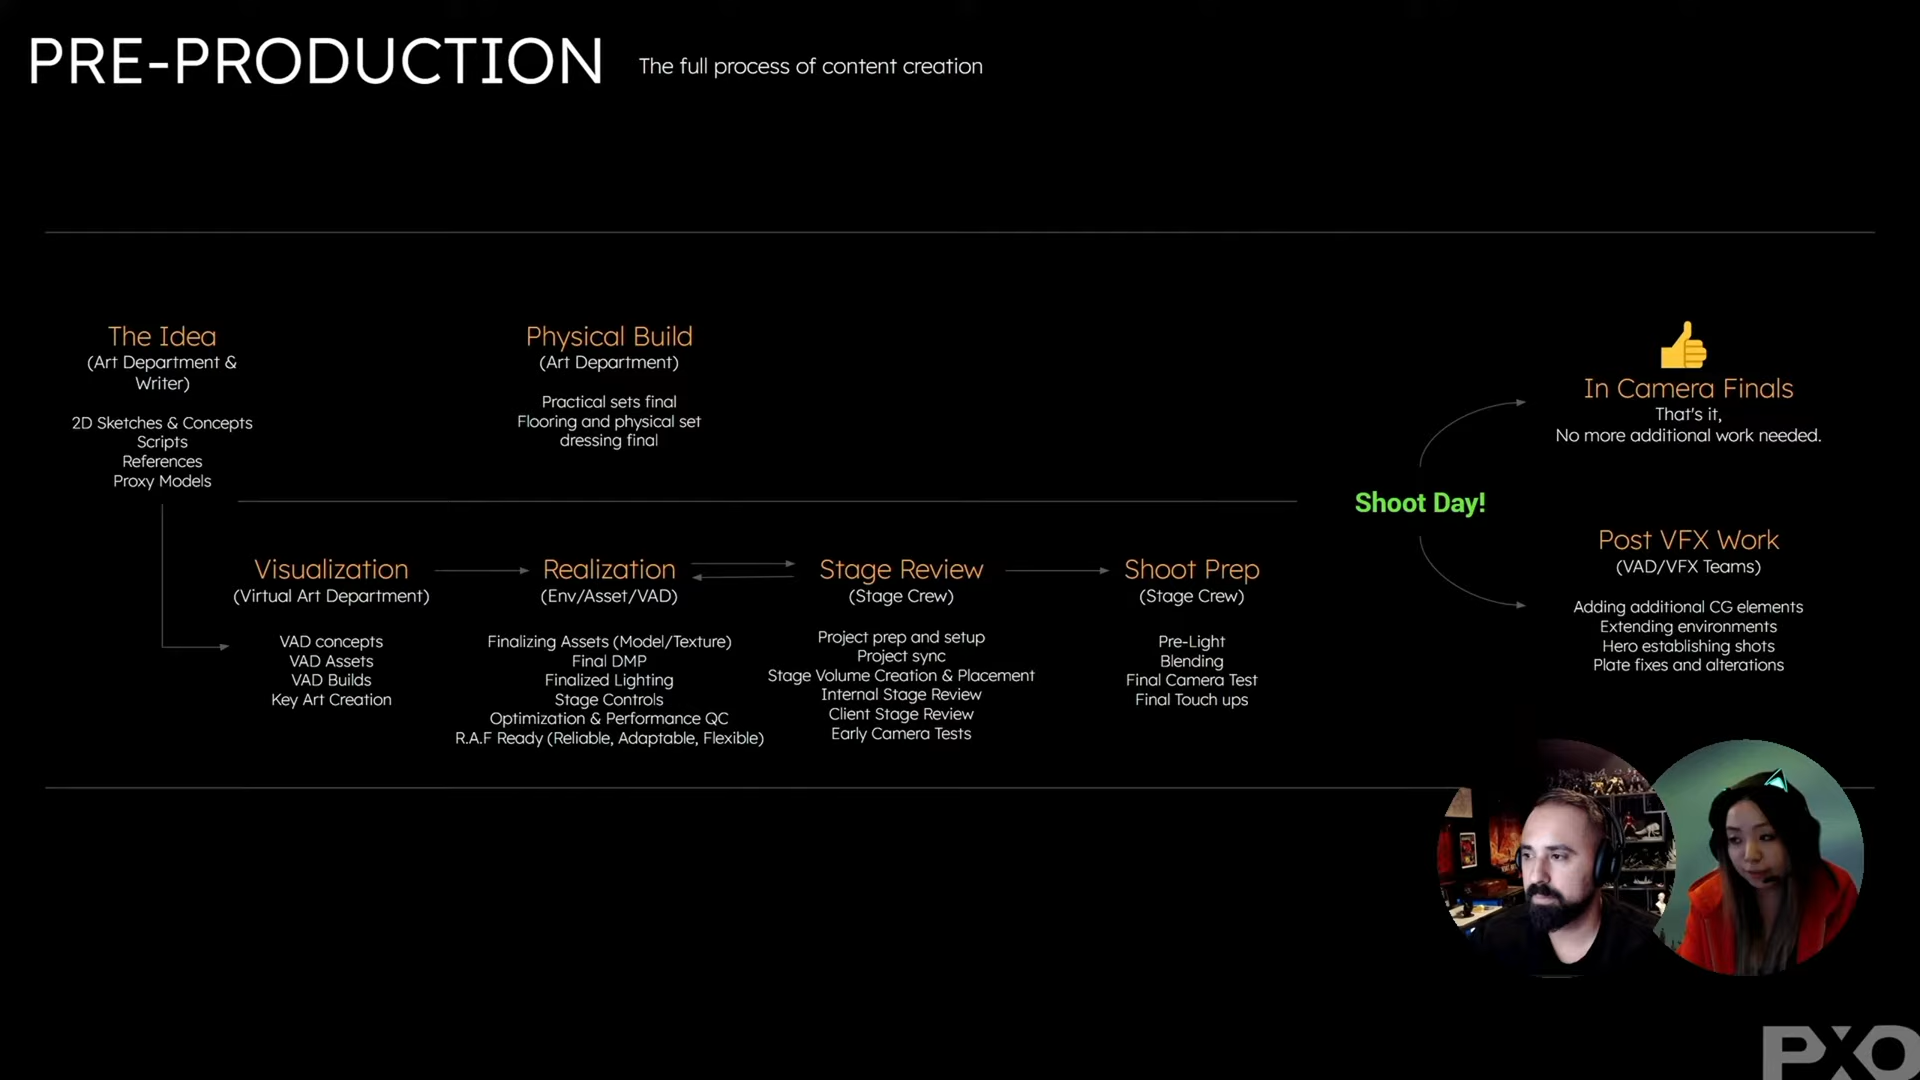 PRE-PRODUCTION
The full process of content creation
The Idea
(Art Department &
Writer)
2D Sketches & Concepts
Scripts
References
Proxy Models
Physical Build
(Art Department)
Practical sets final
Flooring and physical set
dressing final
In Camera Finals
That's it,
No more additional work needed.
Shoot Day!
Visualization
(Virtual Art Department)
VAD concepts
VAD Assets
VAD Builds
Key Art Creation
Realization
(Env/Asset/VAD)
Finalizing Assets (Model/Texture)
Final DMP
Finalized Lighting
Stage Controls
Optimization & Performance QC
R.A.F Ready (Reliable, Adaptable, Flexible)
Stage Review
(Stage Crew)
Project prep and setup
Project sync
Stage Volume Creation & Placement
Internal Stage Review
Client Stage Review
Early Camera Tests
Shoot Prep
(Stage Crew)
Pre-Light
Blending
Final Camera Test
Final Touch ups
Post VFX Work
(VAD/VFX Teams)
Adding additional CG elements
Extending environments
Hero establishing shots
Plate fixes and alterations
PXO